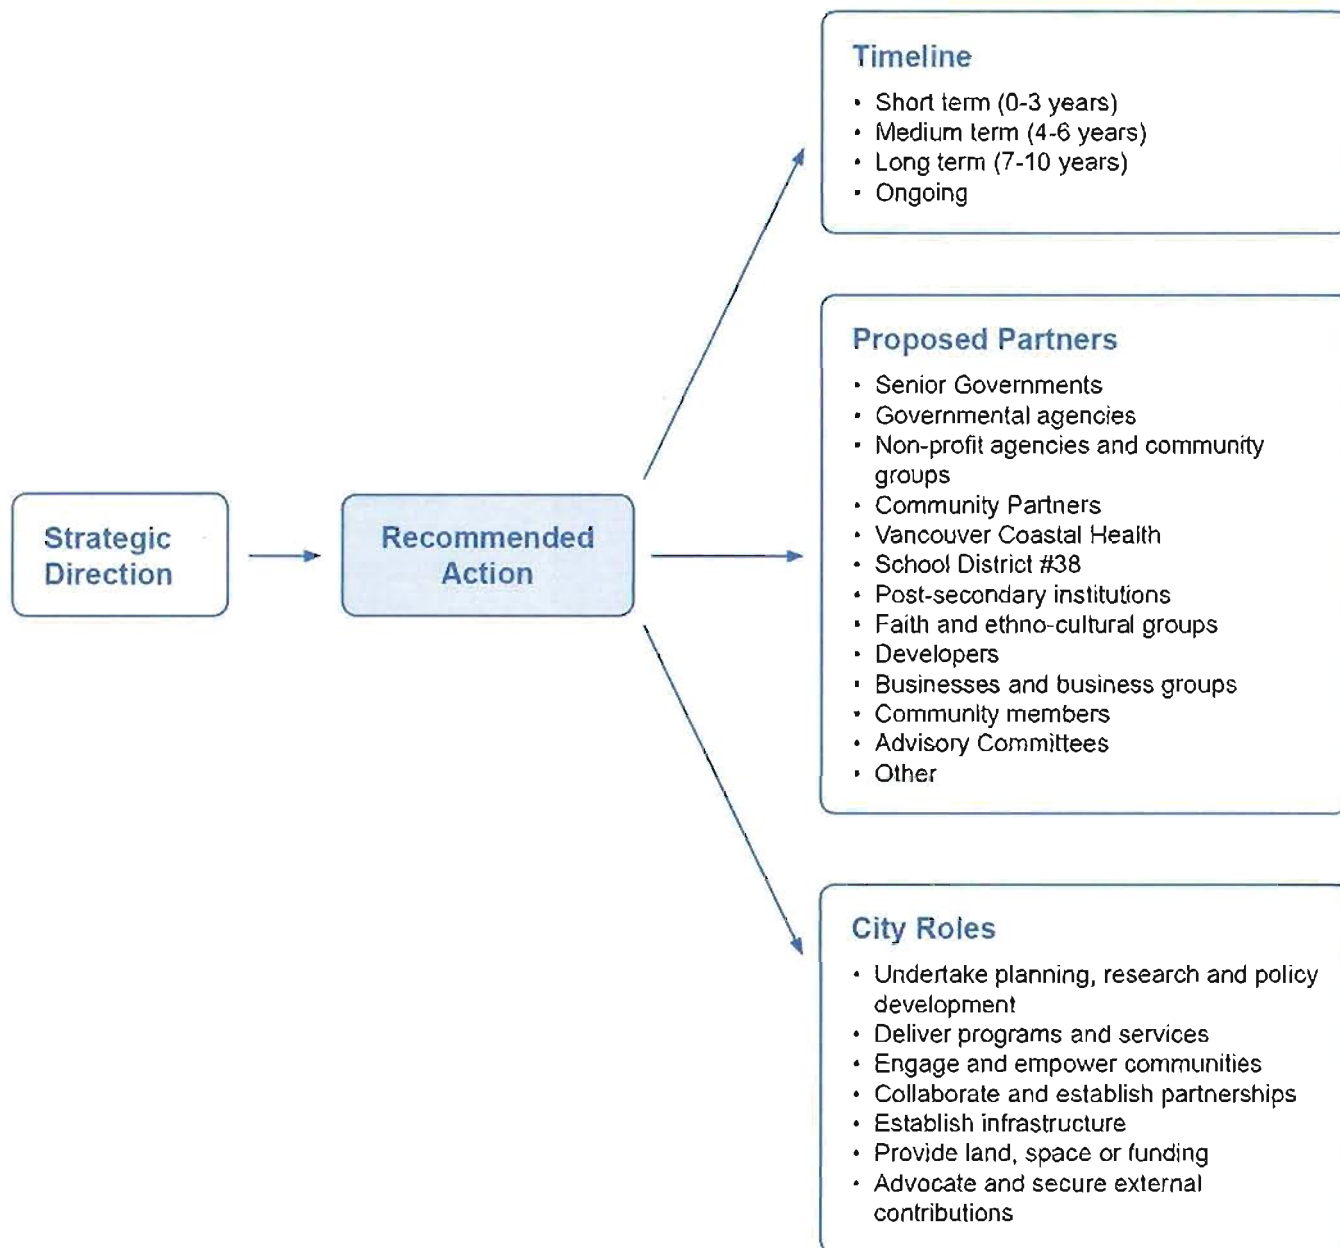 Timeline
• Short term (0-3 years)
• Medium term (4-6 years)
• Long term (7-10 years)
• Ongoing
Proposed Partners
• Senior Governments
• Governmental agencies
• Non-profit agencies and community
groups
• Community Partners
• Vancouver Coastal Health
• School District #38
• Post-secondary institutions
• Faith and ethno-cultural groups
• Developers
• Businesses and business groups
• Community members
• Advisory Committees
• Other
Strategic
Direction
Recommended
Action
City Roles
• Undertake planning, research and policy
development
• Deliver programs and services
• Engage and empower communities
• Collaborate and establish partnerships
• Establish infrastructure
• Provide land, space or funding
• Advocate and secure external
contributions